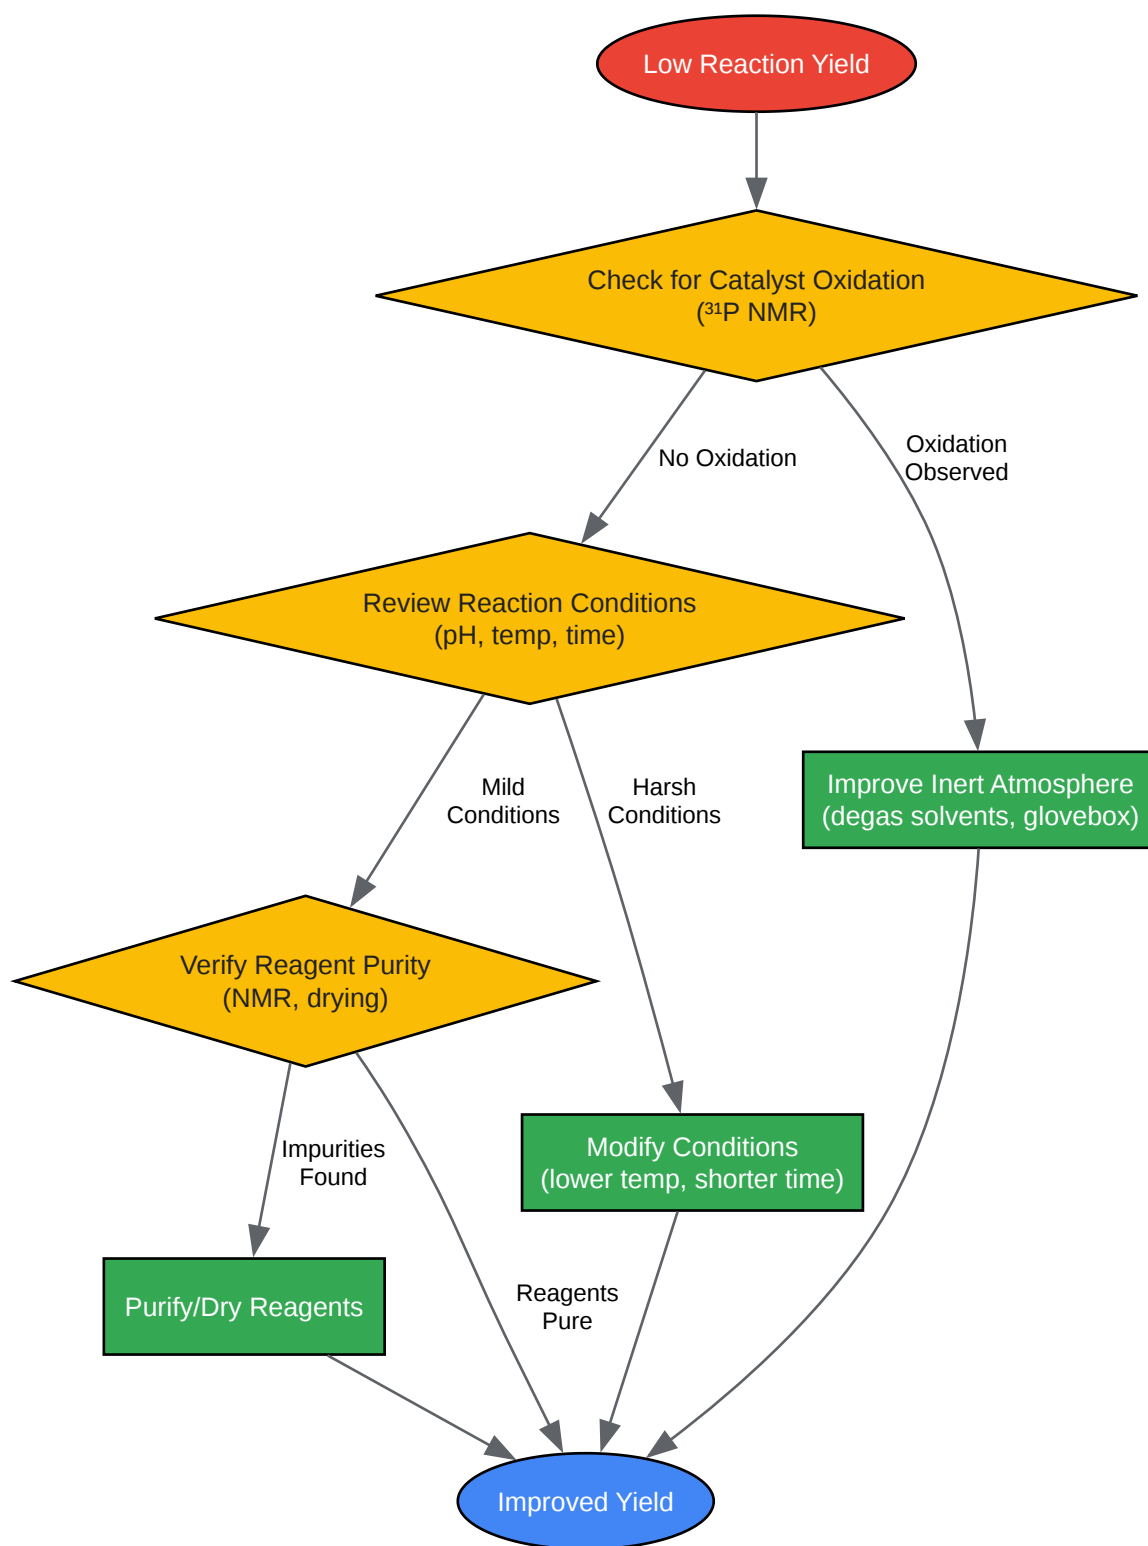 Low Reaction Yield
Check for Catalyst Oxidation
(³¹P NMR)
No Oxidation
Oxidation
Observed
Review Reaction Conditions
(pH, temp, time)
Mild
Conditions
Harsh
Conditions
Improve Inert Atmosphere
(degas solvents, glovebox)
Verify Reagent Purity
(NMR, drying)
Impurities
Found
Modify Conditions
(lower temp, shorter time)
Purify/Dry Reagents
Reagents
Pure
Improved Yield